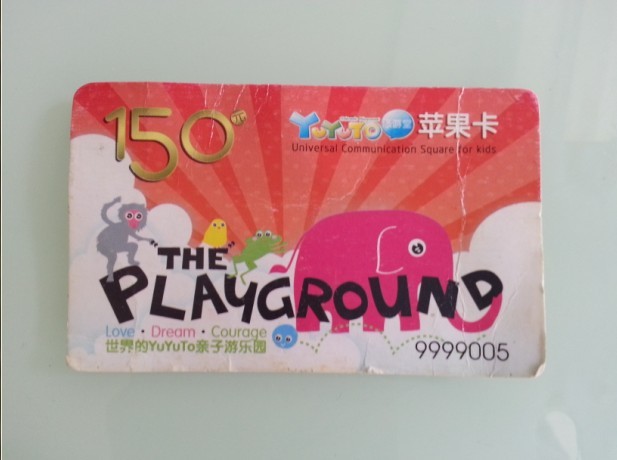 150元
YUYUTO 苹果卡
Universal Communication Square for kids
"THE"
PLAYGROUND
Love · Dream · Courage
世界的YuYuTo亲子游乐园
9999005